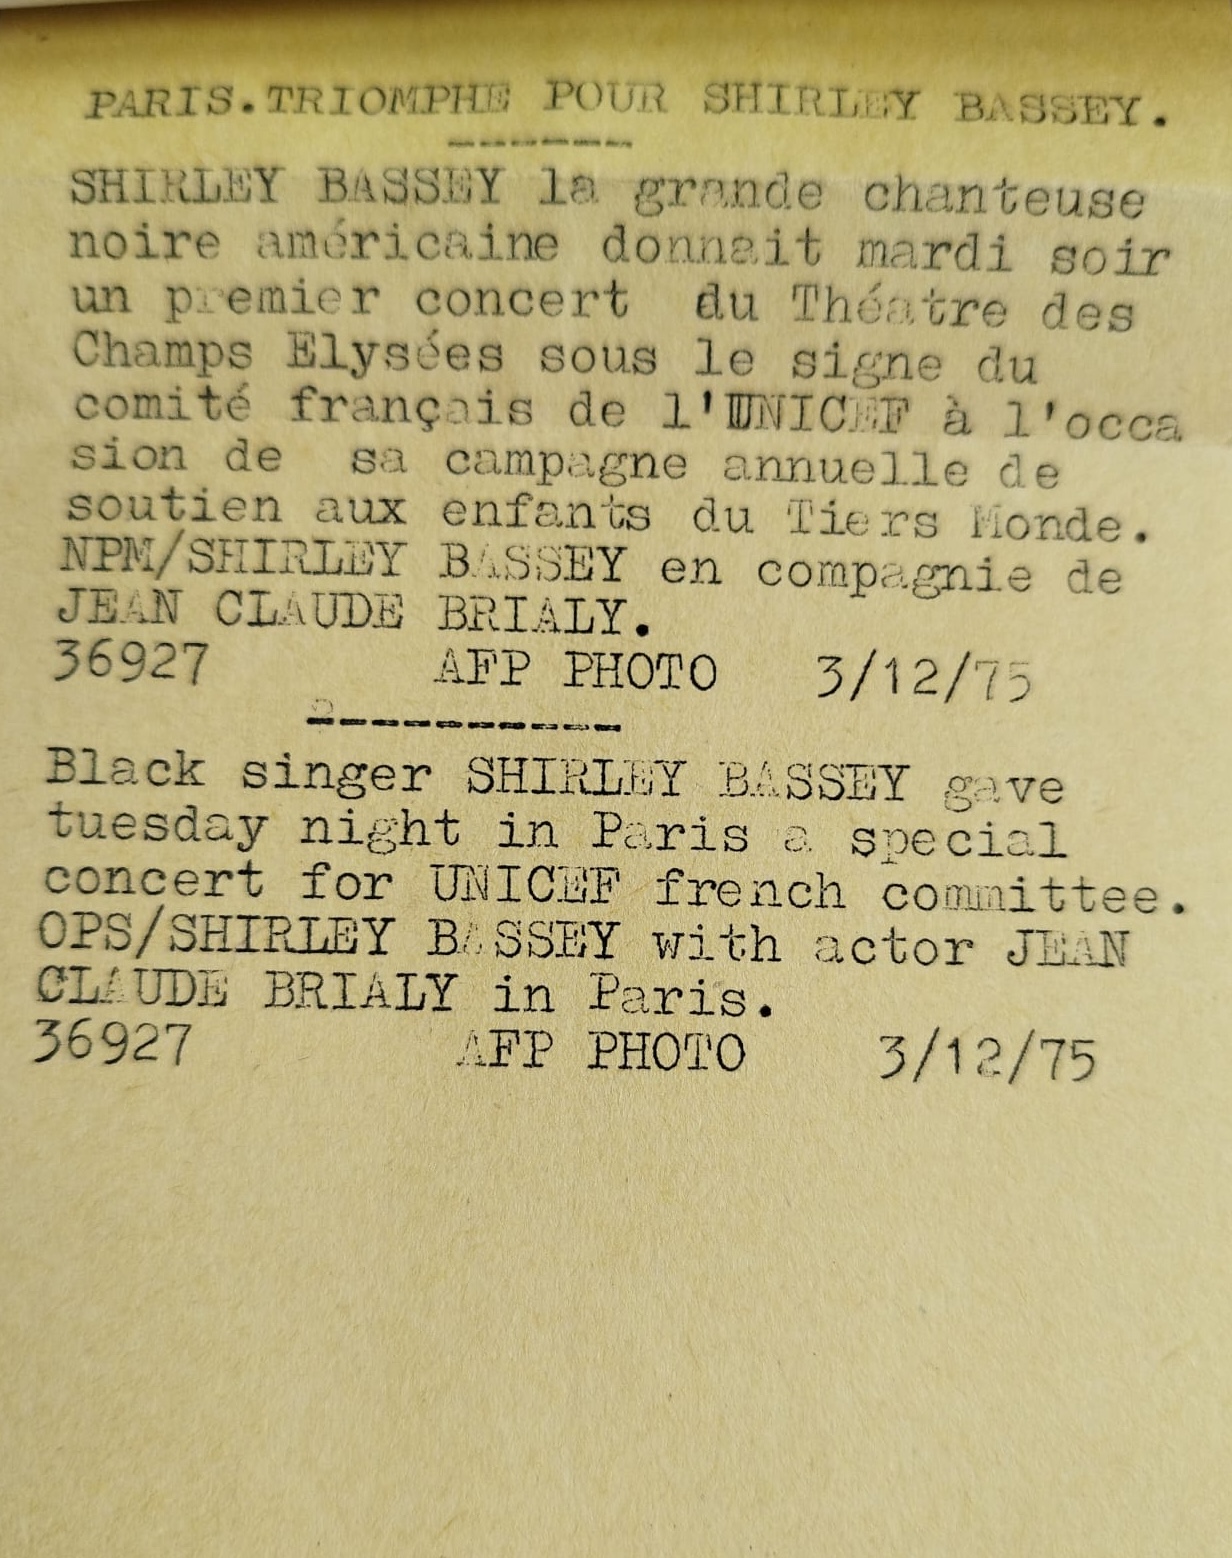 PARIS.TRIOMPHE POUR SHIRLEY BASSEY.
--------
SHIRLEY BASSEY la grande chanteuse
noire américaine donnait mardi soir
un premier concert du Théatre des
Champs Elysées sous le signe du
comité français de l'UNICEF à l'occa
sion de sa campagne annuelle de
soutien aux enfants du Tiers Monde.
NPM/SHIRLEY BASSEY en compagnie de
JEAN CLAUDE BRIALY.
36927 AFP PHOTO 3/12/75
----------
Black singer SHIRLEY BASSEY gave
tuesday night in Paris a special
concert for UNICEF french committee.
OPS/SHIRLEY BASSEY with actor JEAN
CLAUDE BRIALY in Paris.
36927 AFP PHOTO 3/12/75